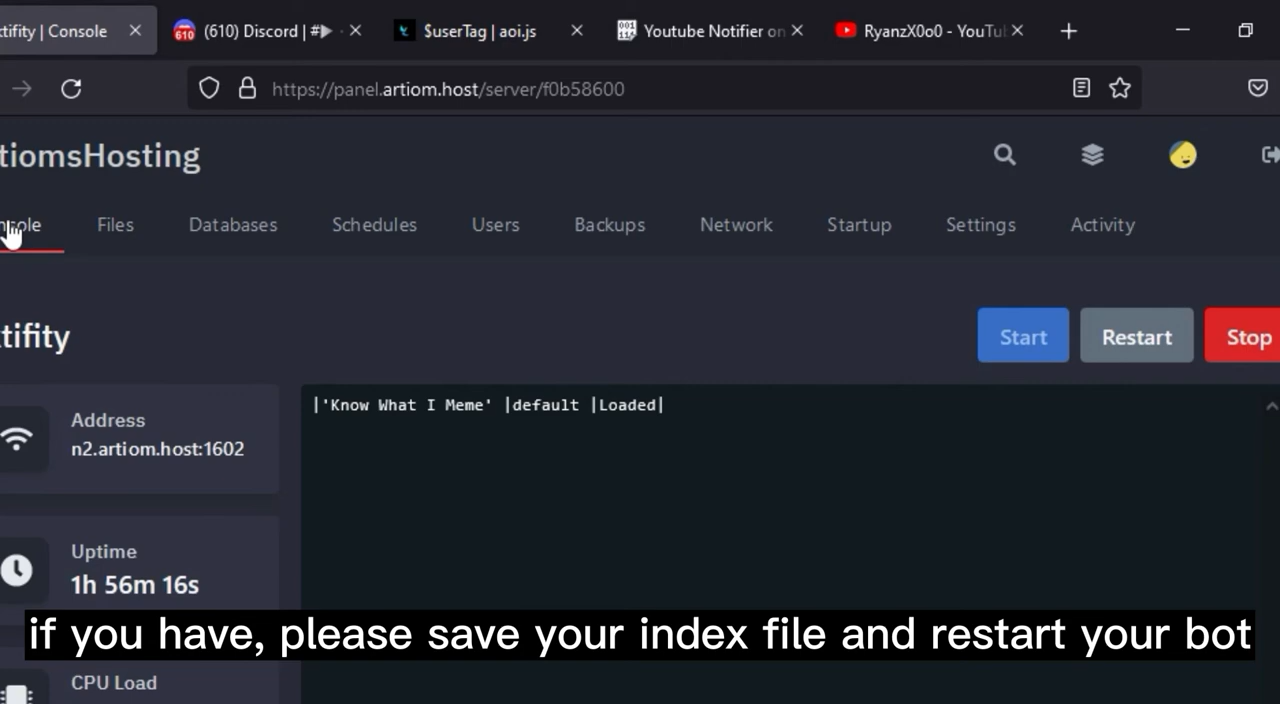 tifity | Console
(610) Discord | #
$userTag | aoi.js
Youtube Notifier on
RyanzX0o0 - YouTu
https://panel.artiom.host/server/f0b58600
tiomsHosting
nsole
Files
Databases
Schedules
Users
Backups
Network
Startup
Settings
Activity
tifity
Start
Restart
Stop
|'Know What I Meme' |default |Loaded|
Address
n2.artiom.host:1602
Uptime
1h 56m 16s
if you have, please save your index file and restart your bot
CPU Load